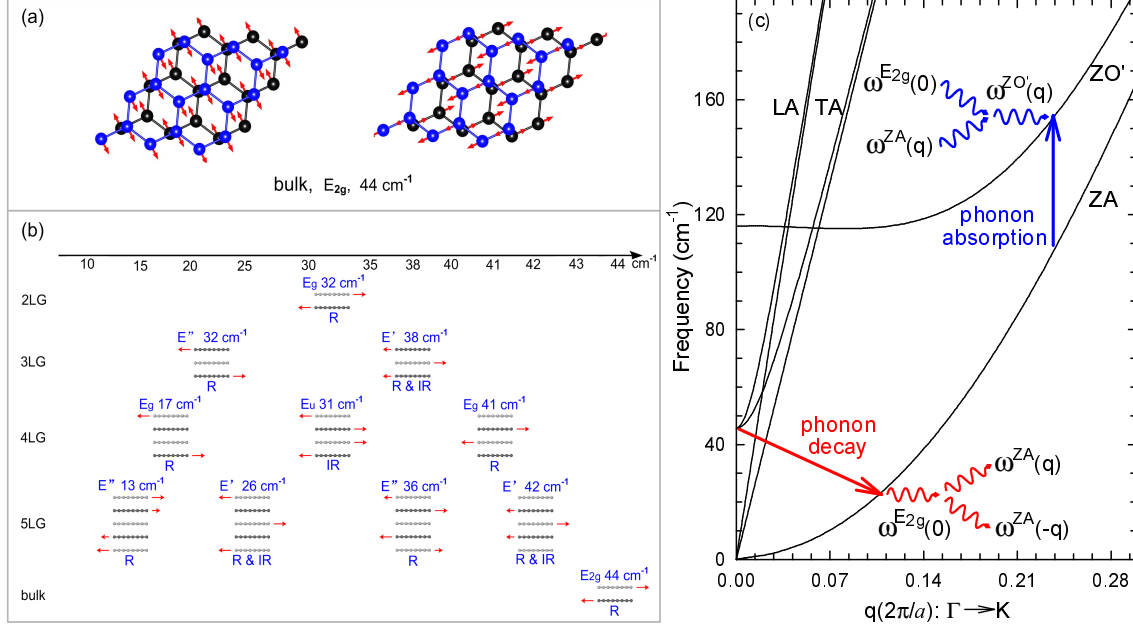 (a)
bulk, E2g, 44 cm-1
(b)
10 15 20 25 30 35 38 40 41 42 43 44 cm-1
2LG
Eg 32 cm-1
R
3LG
E” 32 cm-1
R
E’ 38 cm-1
R & IR
4LG
Eg 17 cm-1
R
Eu 31 cm-1
IR
Eg 41 cm-1
R
5LG
E” 13 cm-1
R
E’ 26 cm-1
R & IR
E” 36 cm-1
R
E’ 42 cm-1
R & IR
bulk
E2g 44 cm-1
R
(c)
Frequency (cm-1)
160
120
80
40
0
0.00 0.07 0.14 0.21 0.28
q(2π/a): Γ→K
LA
TA
ZO'
ZA
ωE2g(0)
ωZO'(q)
ωZA(q)
phonon
absorption
phonon
decay
ωE2g(0)
ωZA(q)
ωZA(-q)